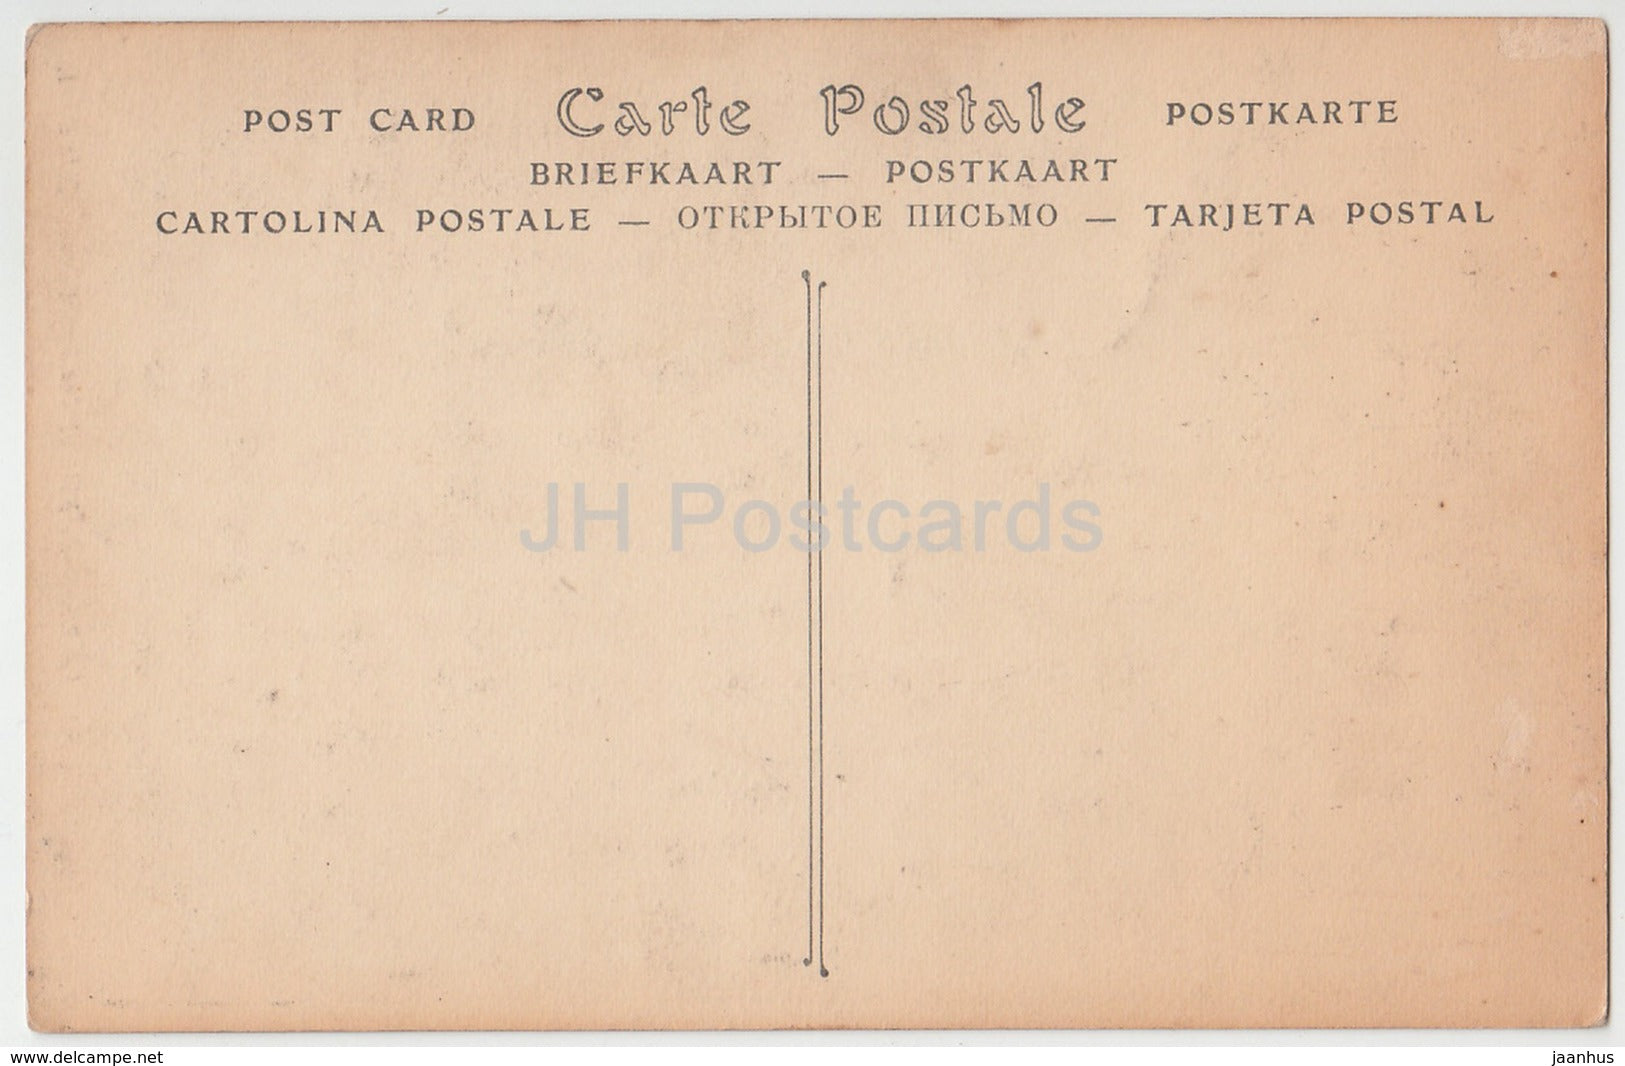 POST CARD Carte Postale POSTKARTE
BRIEFKAART — POSTKAART
CARTOLINA POSTALE — ОТКРЫТОЕ ПИСЬМО — TARJETA POSTAL
JH Postcards
www.delcampe.net
jaanhus